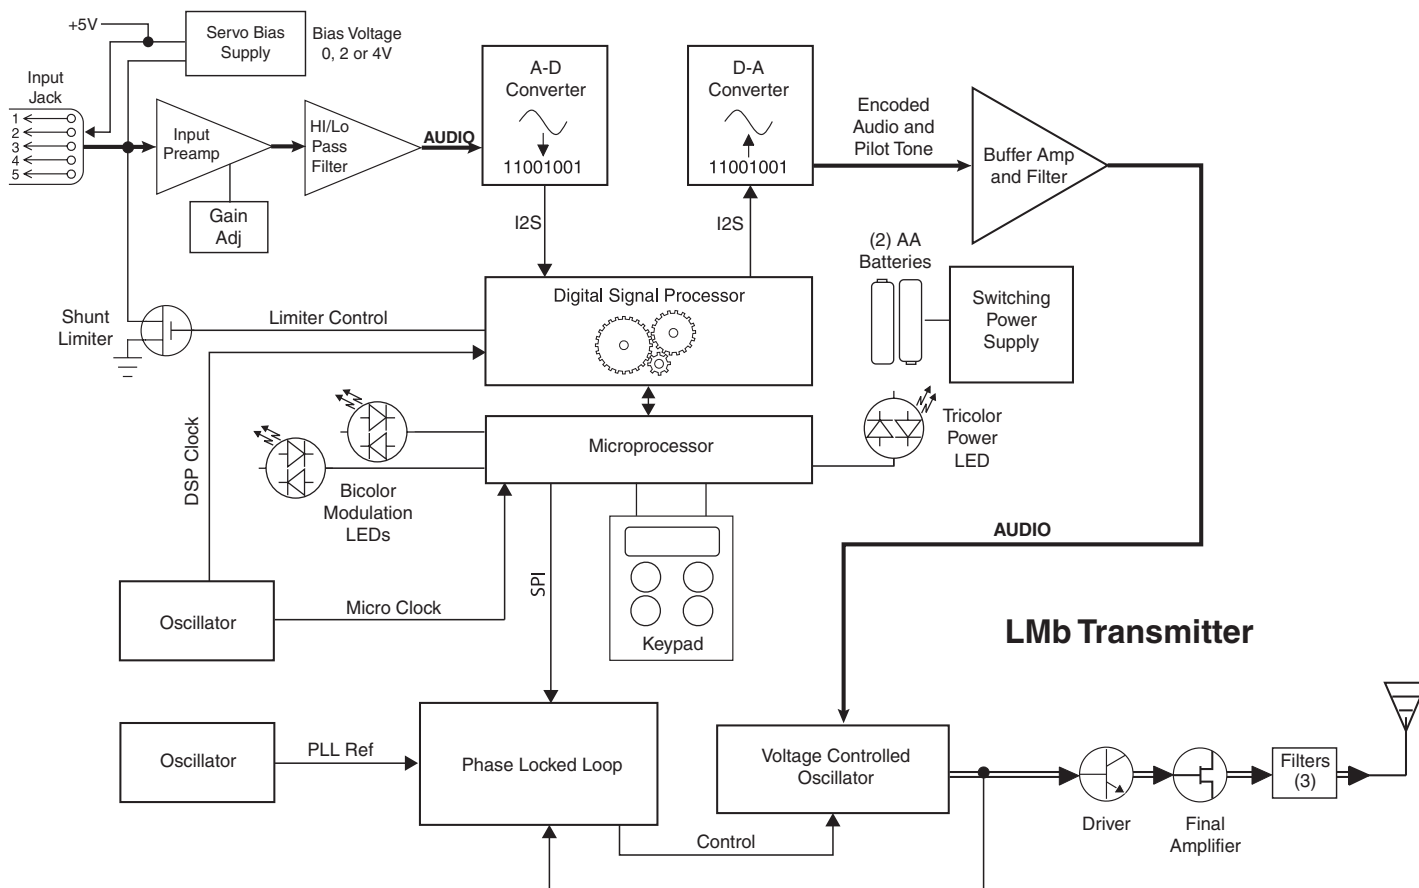 +5V
Servo Bias
Supply
Bias Voltage
0, 2 or 4V
Input
Jack
1
2
3
4
5
Input
Preamp
Gain
Adj
HI/Lo
Pass
Filter
AUDIO
A-D
Converter
11001001
D-A
Converter
11001001
Encoded
Audio and
Pilot Tone
Buffer Amp
and Filter
I2S
I2S
(2) AA
Batteries
Switching
Power
Supply
Digital Signal Processor
Shunt
Limiter
Limiter Control
DSP Clock
Microprocessor
Tricolor
Power
LED
Bicolor
Modulation
LEDs
AUDIO
SPI
Keypad
Oscillator
Micro Clock
LMb Transmitter
Oscillator
PLL Ref
Phase Locked Loop
Voltage Controlled
Oscillator
Control
Driver
Final
Amplifier
Filters
(3)